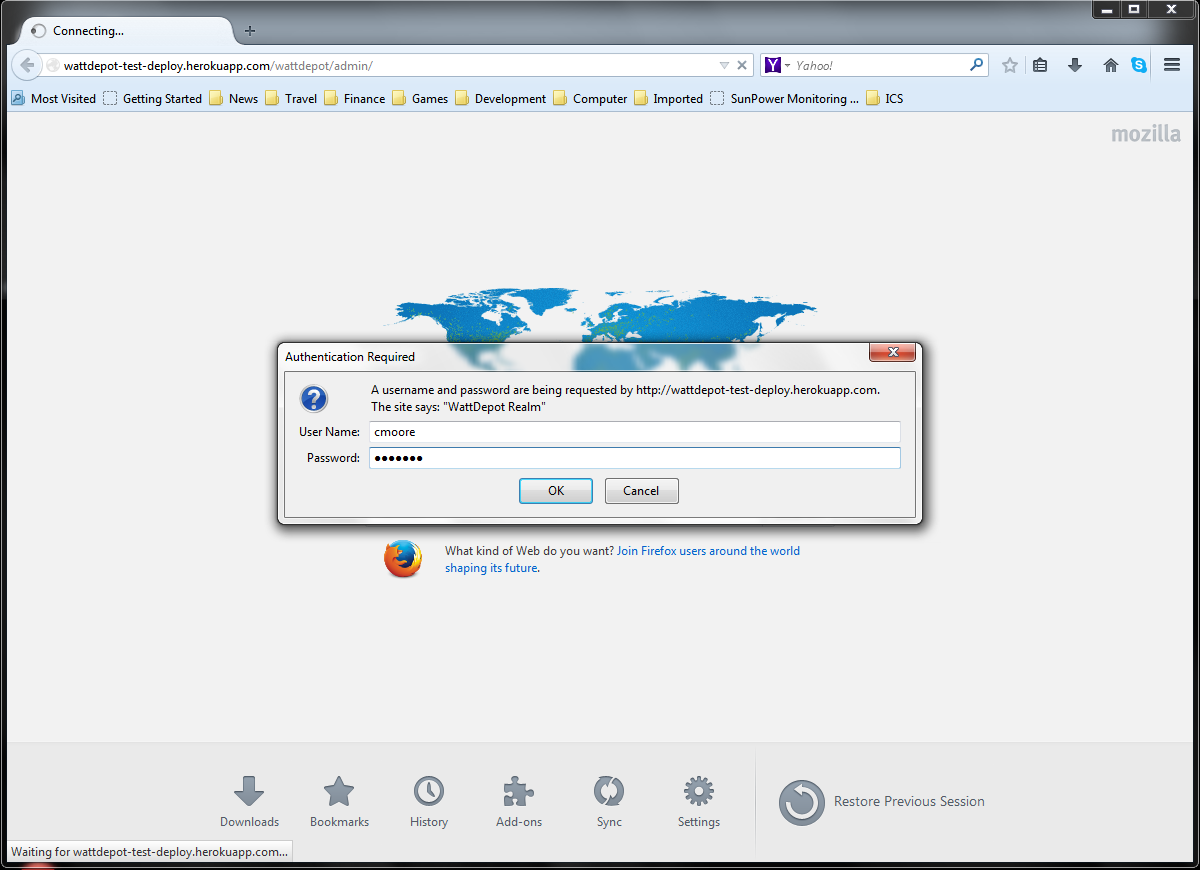 Connecting...
wattdepot-test-deploy.herokuapp.com/wattdepot/admin/
Yahoo!
Most Visited Getting Started News Travel Finance Games Development Computer Imported SunPower Monitoring ... ICS
mozilla
Authentication Required
A username and password are being requested by http://wattdepot-test-deploy.herokuapp.com.
The site says: "WattDepot Realm"
User Name: cmoore
Password: •••••••
OK Cancel
What kind of Web do you want? Join Firefox users around the world
shaping its future.
Downloads Bookmarks History Add-ons Sync Settings Restore Previous Session
Waiting for wattdepot-test-deploy.herokuapp.com...